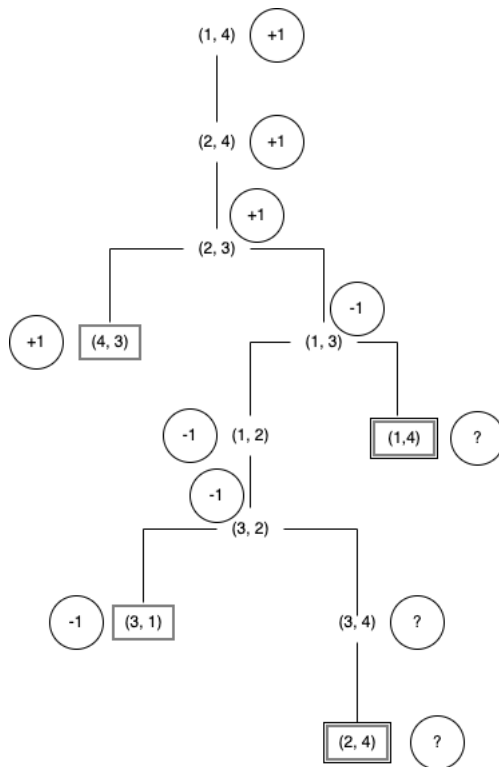 (1, 4) +1
(2, 4) +1
+1
(2, 3)
+1 (4, 3)
-1
(1, 3)
-1 (1, 2)
(1,4) ?
-1
(3, 2)
-1 (3, 1)
(3, 4) ?
(2, 4) ?